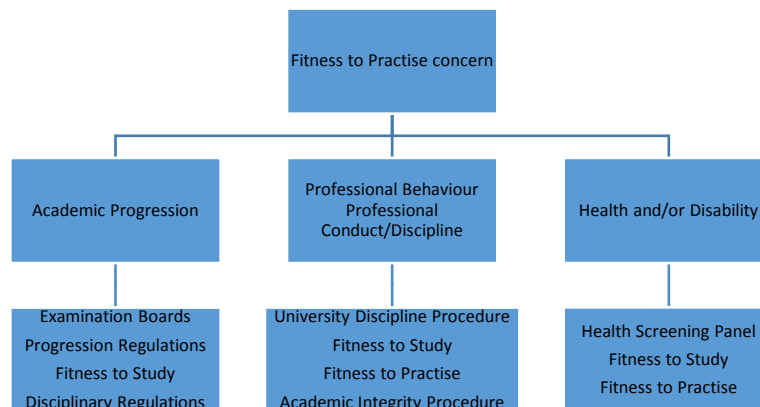 Fitness to Practise concern
Academic Progression
Professional Behaviour
Professional
Conduct/Discipline
Health and/or Disability
Examination Boards
Progression Regulations
Fitness to Study
Disciplinary Regulations
University Discipline Procedure
Fitness to Study
Fitness to Practise
Academic Integrity Procedure
Health Screening Panel
Fitness to Study
Fitness to Practise